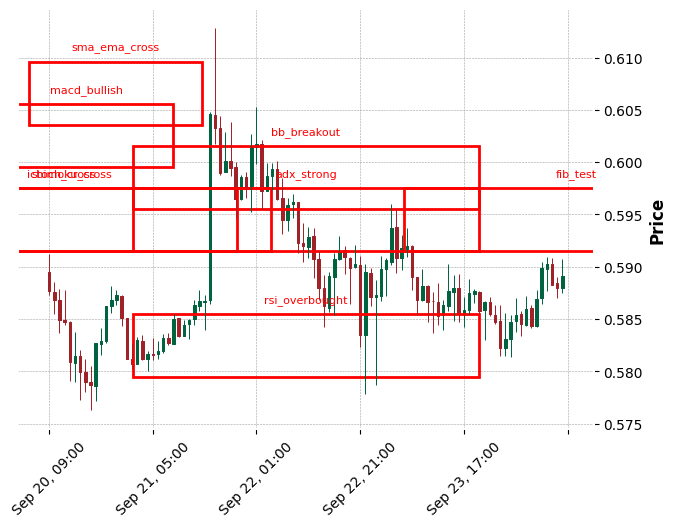 sma_ema_cross
macd_bullish
bb_breakout
stoch_cross
adx_strong
fib_test
rsi_overbought
0.610
0.605
0.600
0.595
0.590
0.585
0.580
0.575
Price
Sep 20, 09:00
Sep 21, 05:00
Sep 22, 01:00
Sep 22, 21:00
Sep 23, 17:00